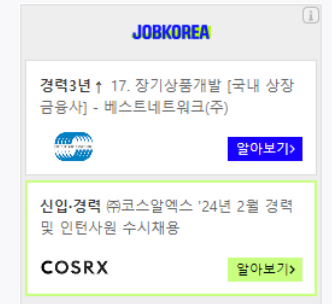 JOBKOREA
경력3년↑ 17. 장기상품개발 [국내 상장
금융사] - 베스트네트워크(주)
알아보기>
신입·경력 ㈜코스알엑스 '24년 2월 경력
및 인턴사원 수시채용
COSRX
알아보기>